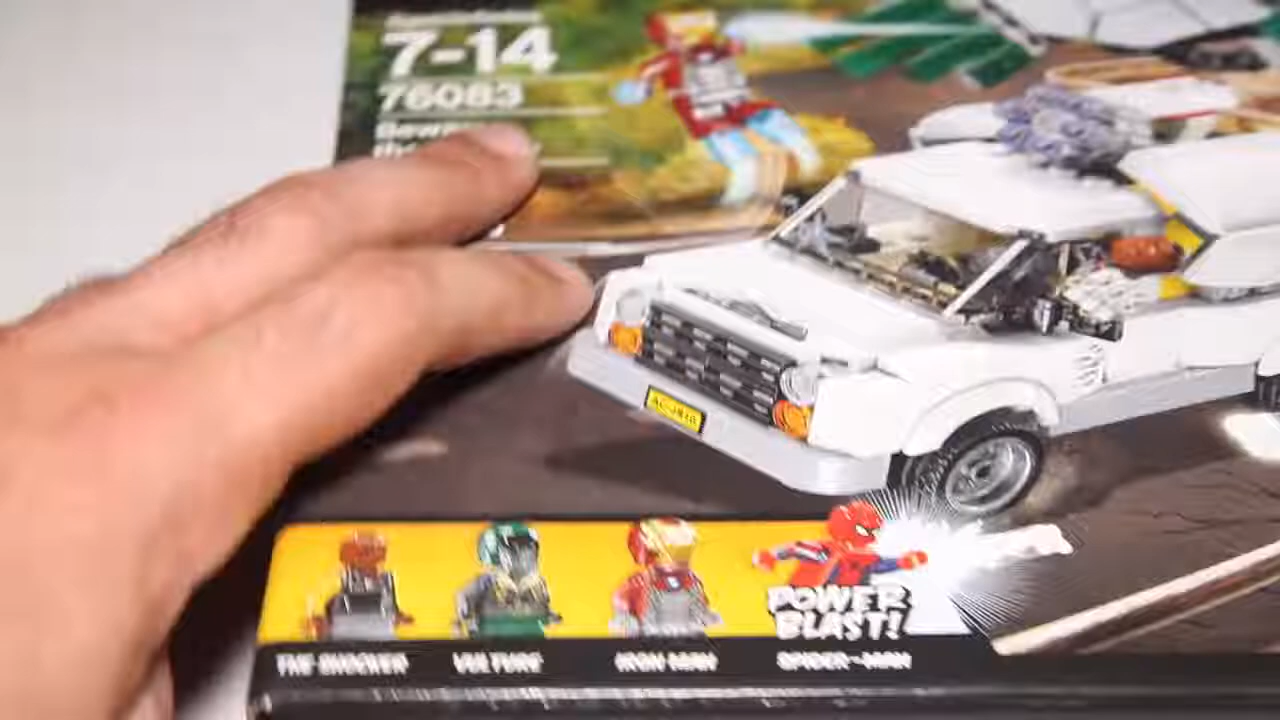 7-14
76083
POWER
BLAST!
THE SHOCKER
VULTURE
IRON MAN
SPIDER-MAN